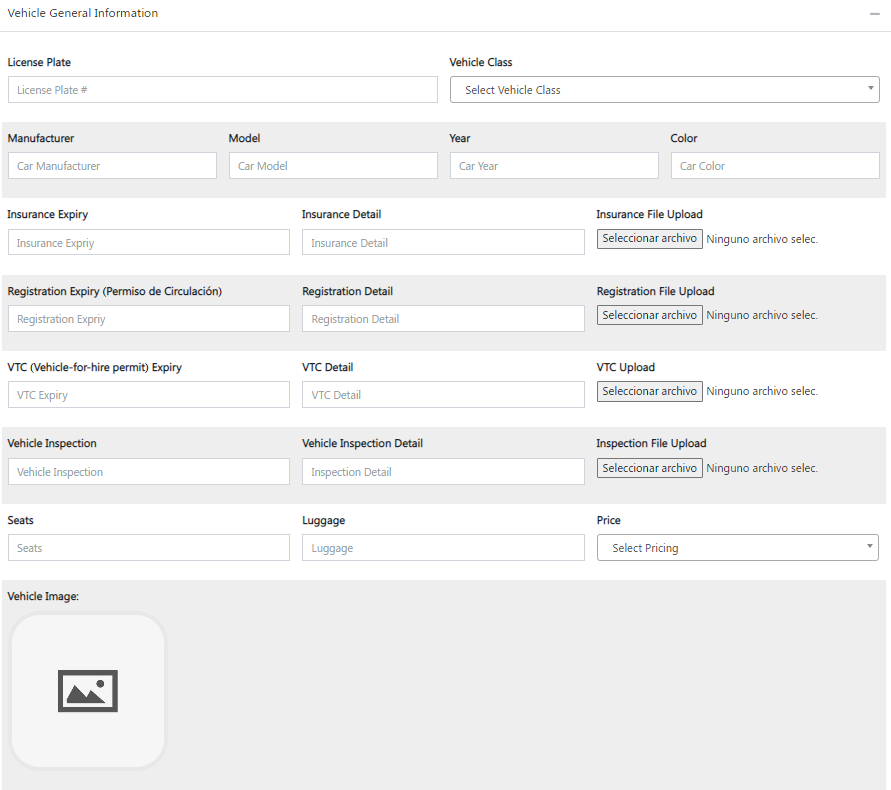 Vehicle General Information
License Plate Vehicle Class
License Plate # Select Vehicle Class
Manufacturer Model Year Color
Car Manufacturer Car Model Car Year Car Color
Insurance Expiry Insurance Detail Insurance File Upload
Insurance Expriy Insurance Detail Seleccionar archivo Ninguno archivo selec.
Registration Expiry (Permiso de Circulación) Registration Detail Registration File Upload
Registration Expriy Registration Detail Seleccionar archivo Ninguno archivo selec.
VTC (Vehicle-for-hire permit) Expiry VTC Detail VTC Upload
VTC Expiry VTC Detail Seleccionar archivo Ninguno archivo selec.
Vehicle Inspection Vehicle Inspection Detail Inspection File Upload
Vehicle Inspection Inspection Detail Seleccionar archivo Ninguno archivo selec.
Seats Luggage Price
Seats Luggage Select Pricing
Vehicle Image: